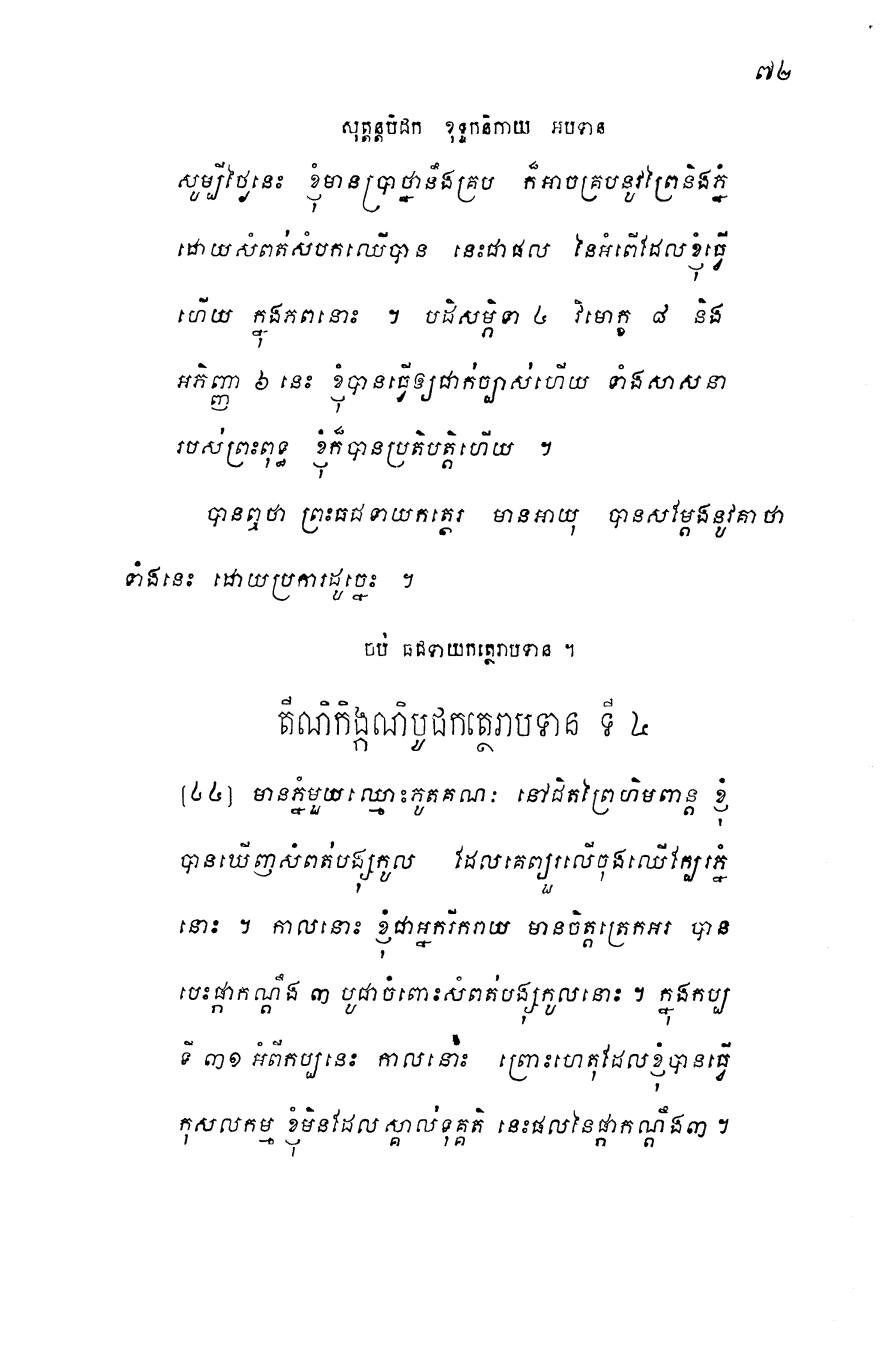 ៧២
សុត្តន្តបិដក ខុទ្ទកនិកាយ អបទាន
សូម្បីថ្ងៃនេះ ខ្ញុំមានប្រាថ្នានឹងគ្រប ក៏អាចគ្របនូវព្រៃនិងភ្នំ
ដោយសំពត់សំបកឈើបាន នេះជាផល នៃអំពើដែលខ្ញុំធ្វើ
ហើយ ក្នុងភពនោះ ។ បដិសម្ភិទា ៤ វិមោក្ខ ៨ និង
អភិញ្ញា ៦ នេះ ខ្ញុំបានធ្វើឲ្យជាក់ច្បាស់ហើយ ទាំងសាសនា
របស់ព្រះពុទ្ធ ខ្ញុំក៏បានប្រតិបត្តិហើយ ។
បានឮថា ព្រះធជទាយកត្ថេរ មានអាយុ បានសម្តែងនូវគាថា
ទាំងនេះ ដោយប្រការដូច្នេះ ។
ចប់ ធជទាយកត្ថេរាបទាន ។
តីណិកិង្កណិបូជកត្ថេរាបទាន ទី ៤
[៤៤] មានភ្នំមួយឈ្មោះភូតគណៈ នៅជិតព្រៃហិមពាន្ត ខ្ញុំ
បានឃើញសំពត់បង្សុកូល ដែលគេព្យួរលើចុងឈើក្បែរភ្នំ
នោះ ។ កាលនោះ ខ្ញុំជាអ្នករីករាយ មានចិត្តត្រេកអរ បាន
បេះផ្កាកណ្តឹង ៣ បូជាចំពោះសំពត់បង្សុកូលនោះ ។ ក្នុងកប្ប
ទី ៣១ អំពីកប្បនេះ កាលនោះ ព្រោះហេតុដែលខ្ញុំបានធ្វើ
កុសលកម្ម ខ្ញុំមិនដែលស្គាល់ទុគ្គតិ នេះផលនៃផ្កាកណ្តឹង៣ ។